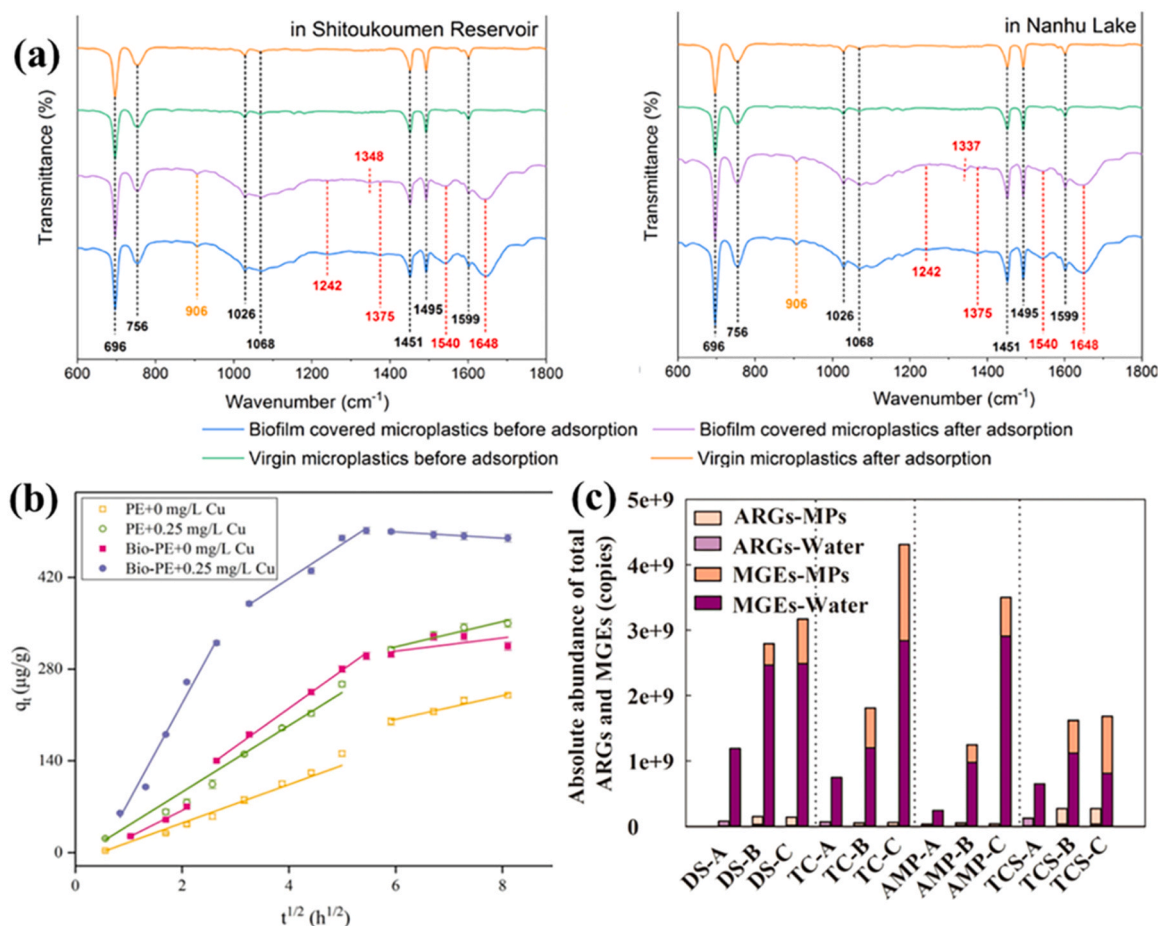 (a)
in Shitoukoumen Reservoir
Transmittance (%)
1348
696
756
906
1026
1068
1242
1375
1451
1495
1540
1599
1648
600
800
1000
1200
1400
1600
1800
Wavenumber (cm⁻¹)
in Nanhu Lake
Transmittance (%)
1337
696
756
906
1026
1068
1242
1375
1451
1495
1540
1599
1648
600
800
1000
1200
1400
1600
1800
Wavenumber (cm⁻¹)
Biofilm covered microplastics before adsorption
Biofilm covered microplastics after adsorption
Virgin microplastics before adsorption
Virgin microplastics after adsorption
(b)
PE+0 mg/L Cu
PE+0.25 mg/L Cu
Bio-PE+0 mg/L Cu
Bio-PE+0.25 mg/L Cu
qt (μg/g)
420
280
140
0
0
2
4
6
8
t1/2 (h1/2)
(c)
ARGs-MPs
ARGs-Water
MGEs-MPs
MGEs-Water
Absolute abundance of total
ARGs and MGEs (copies)
5e+9
4e+9
3e+9
2e+9
1e+9
0
DS-A
DS-B
DS-C
TC-A
TC-B
TC-C
AMP-A
AMP-B
AMP-C
TCS-A
TCS-B
TCS-C